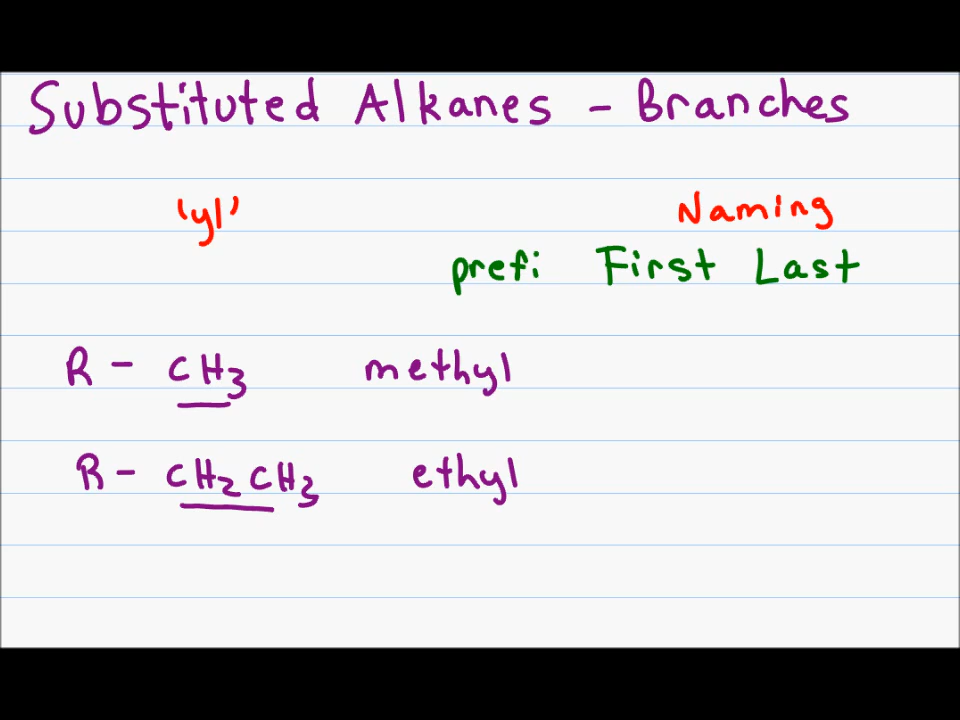 Substituted Alkanes - Branches
'yl' Naming
prefi First Last
R - CH3 methyl
R - CH2CH3 ethyl